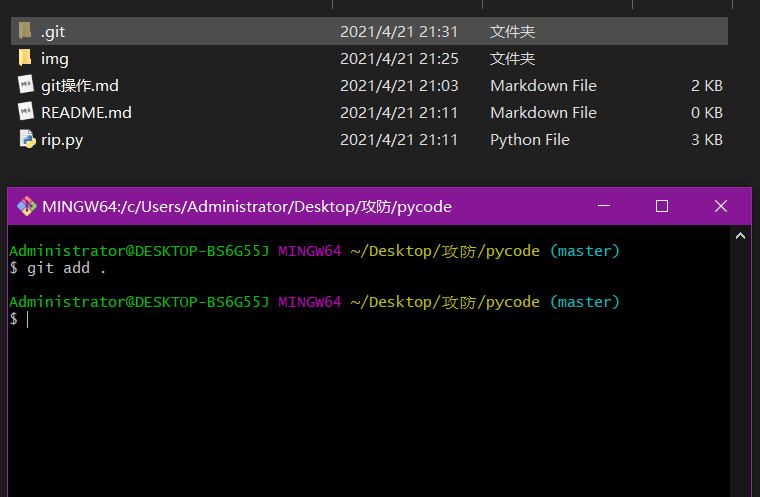 .git 2021/4/21 21:31 文件夹
img 2021/4/21 21:25 文件夹
git操作.md 2021/4/21 21:03 Markdown File 2 KB
README.md 2021/4/21 21:11 Markdown File 0 KB
rip.py 2021/4/21 21:11 Python File 3 KB
MINGW64:/c/Users/Administrator/Desktop/攻防/pycode
Administrator@DESKTOP-BS6G55J MINGW64 ~/Desktop/攻防/pycode (master)
$ git add .
Administrator@DESKTOP-BS6G55J MINGW64 ~/Desktop/攻防/pycode (master)
$